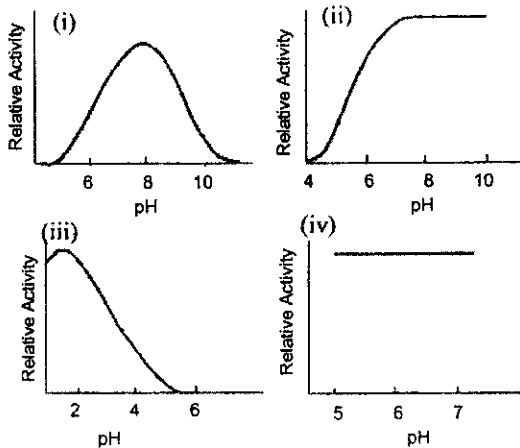 (i)
Relative Activity
6 8 10
pH
(ii)
Relative Activity
4 6 8 10
pH
(iii)
Relative Activity
2 4 6
pH
(iv)
Relative Activity
5 6 7
pH